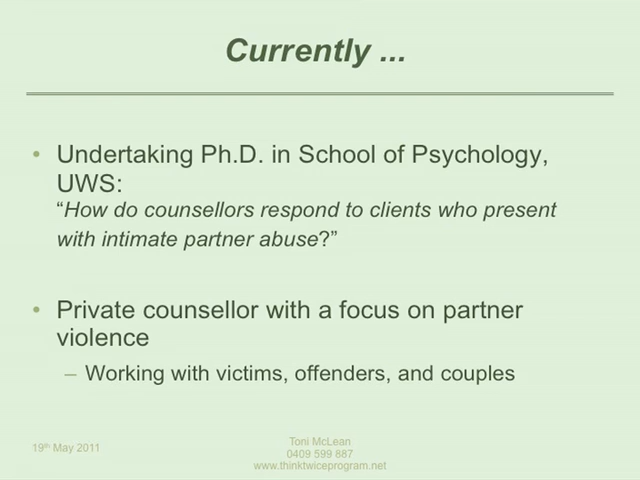 Currently ...
• Undertaking Ph.D. in School of Psychology,
UWS:
“How do counsellors respond to clients who present
with intimate partner abuse?”
• Private counsellor with a focus on partner
violence
– Working with victims, offenders, and couples
19th May 2011
Toni McLean
0409 599 887
www.thinktwiceprogram.net